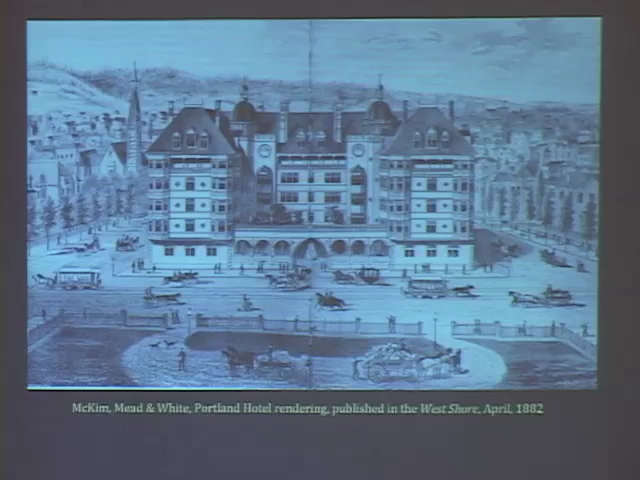 McKim, Mead & White, Portland Hotel rendering, published in the West Shore, April, 1882